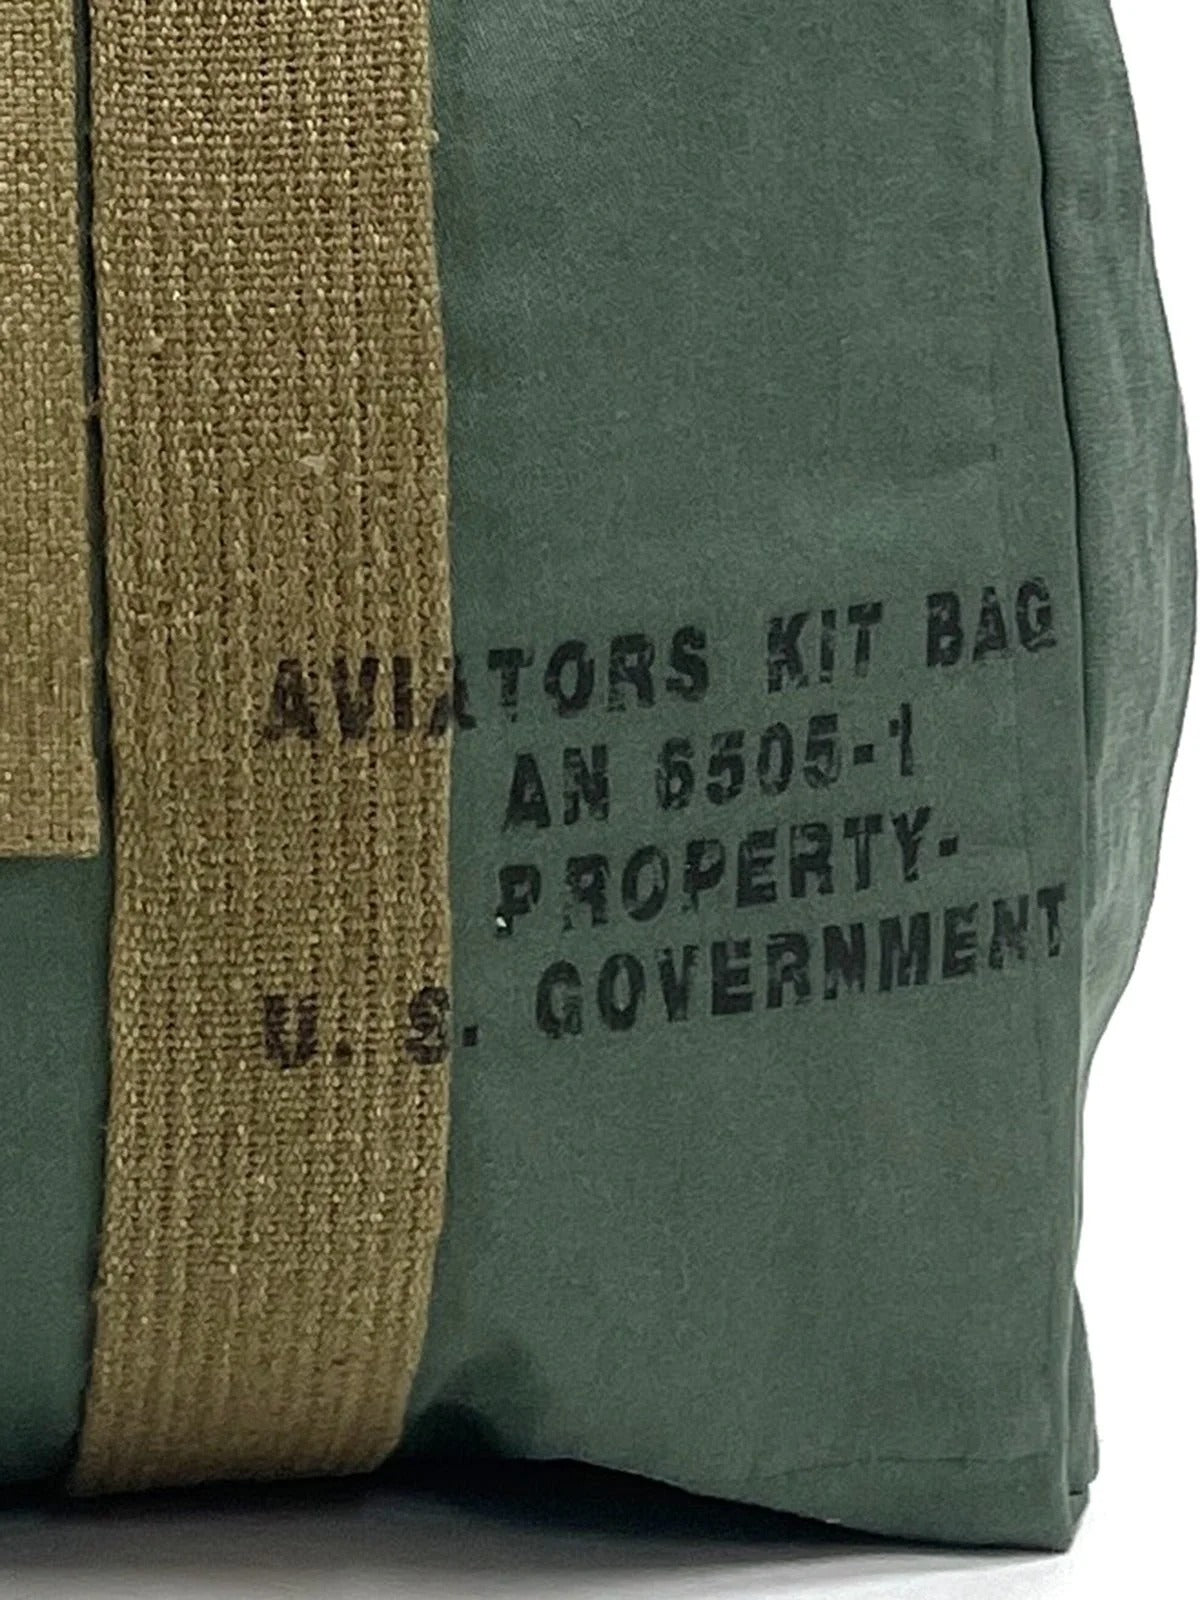 AVIATORS KIT BAG
AN 6505-1
PROPERTY-
U. S. GOVERNMENT